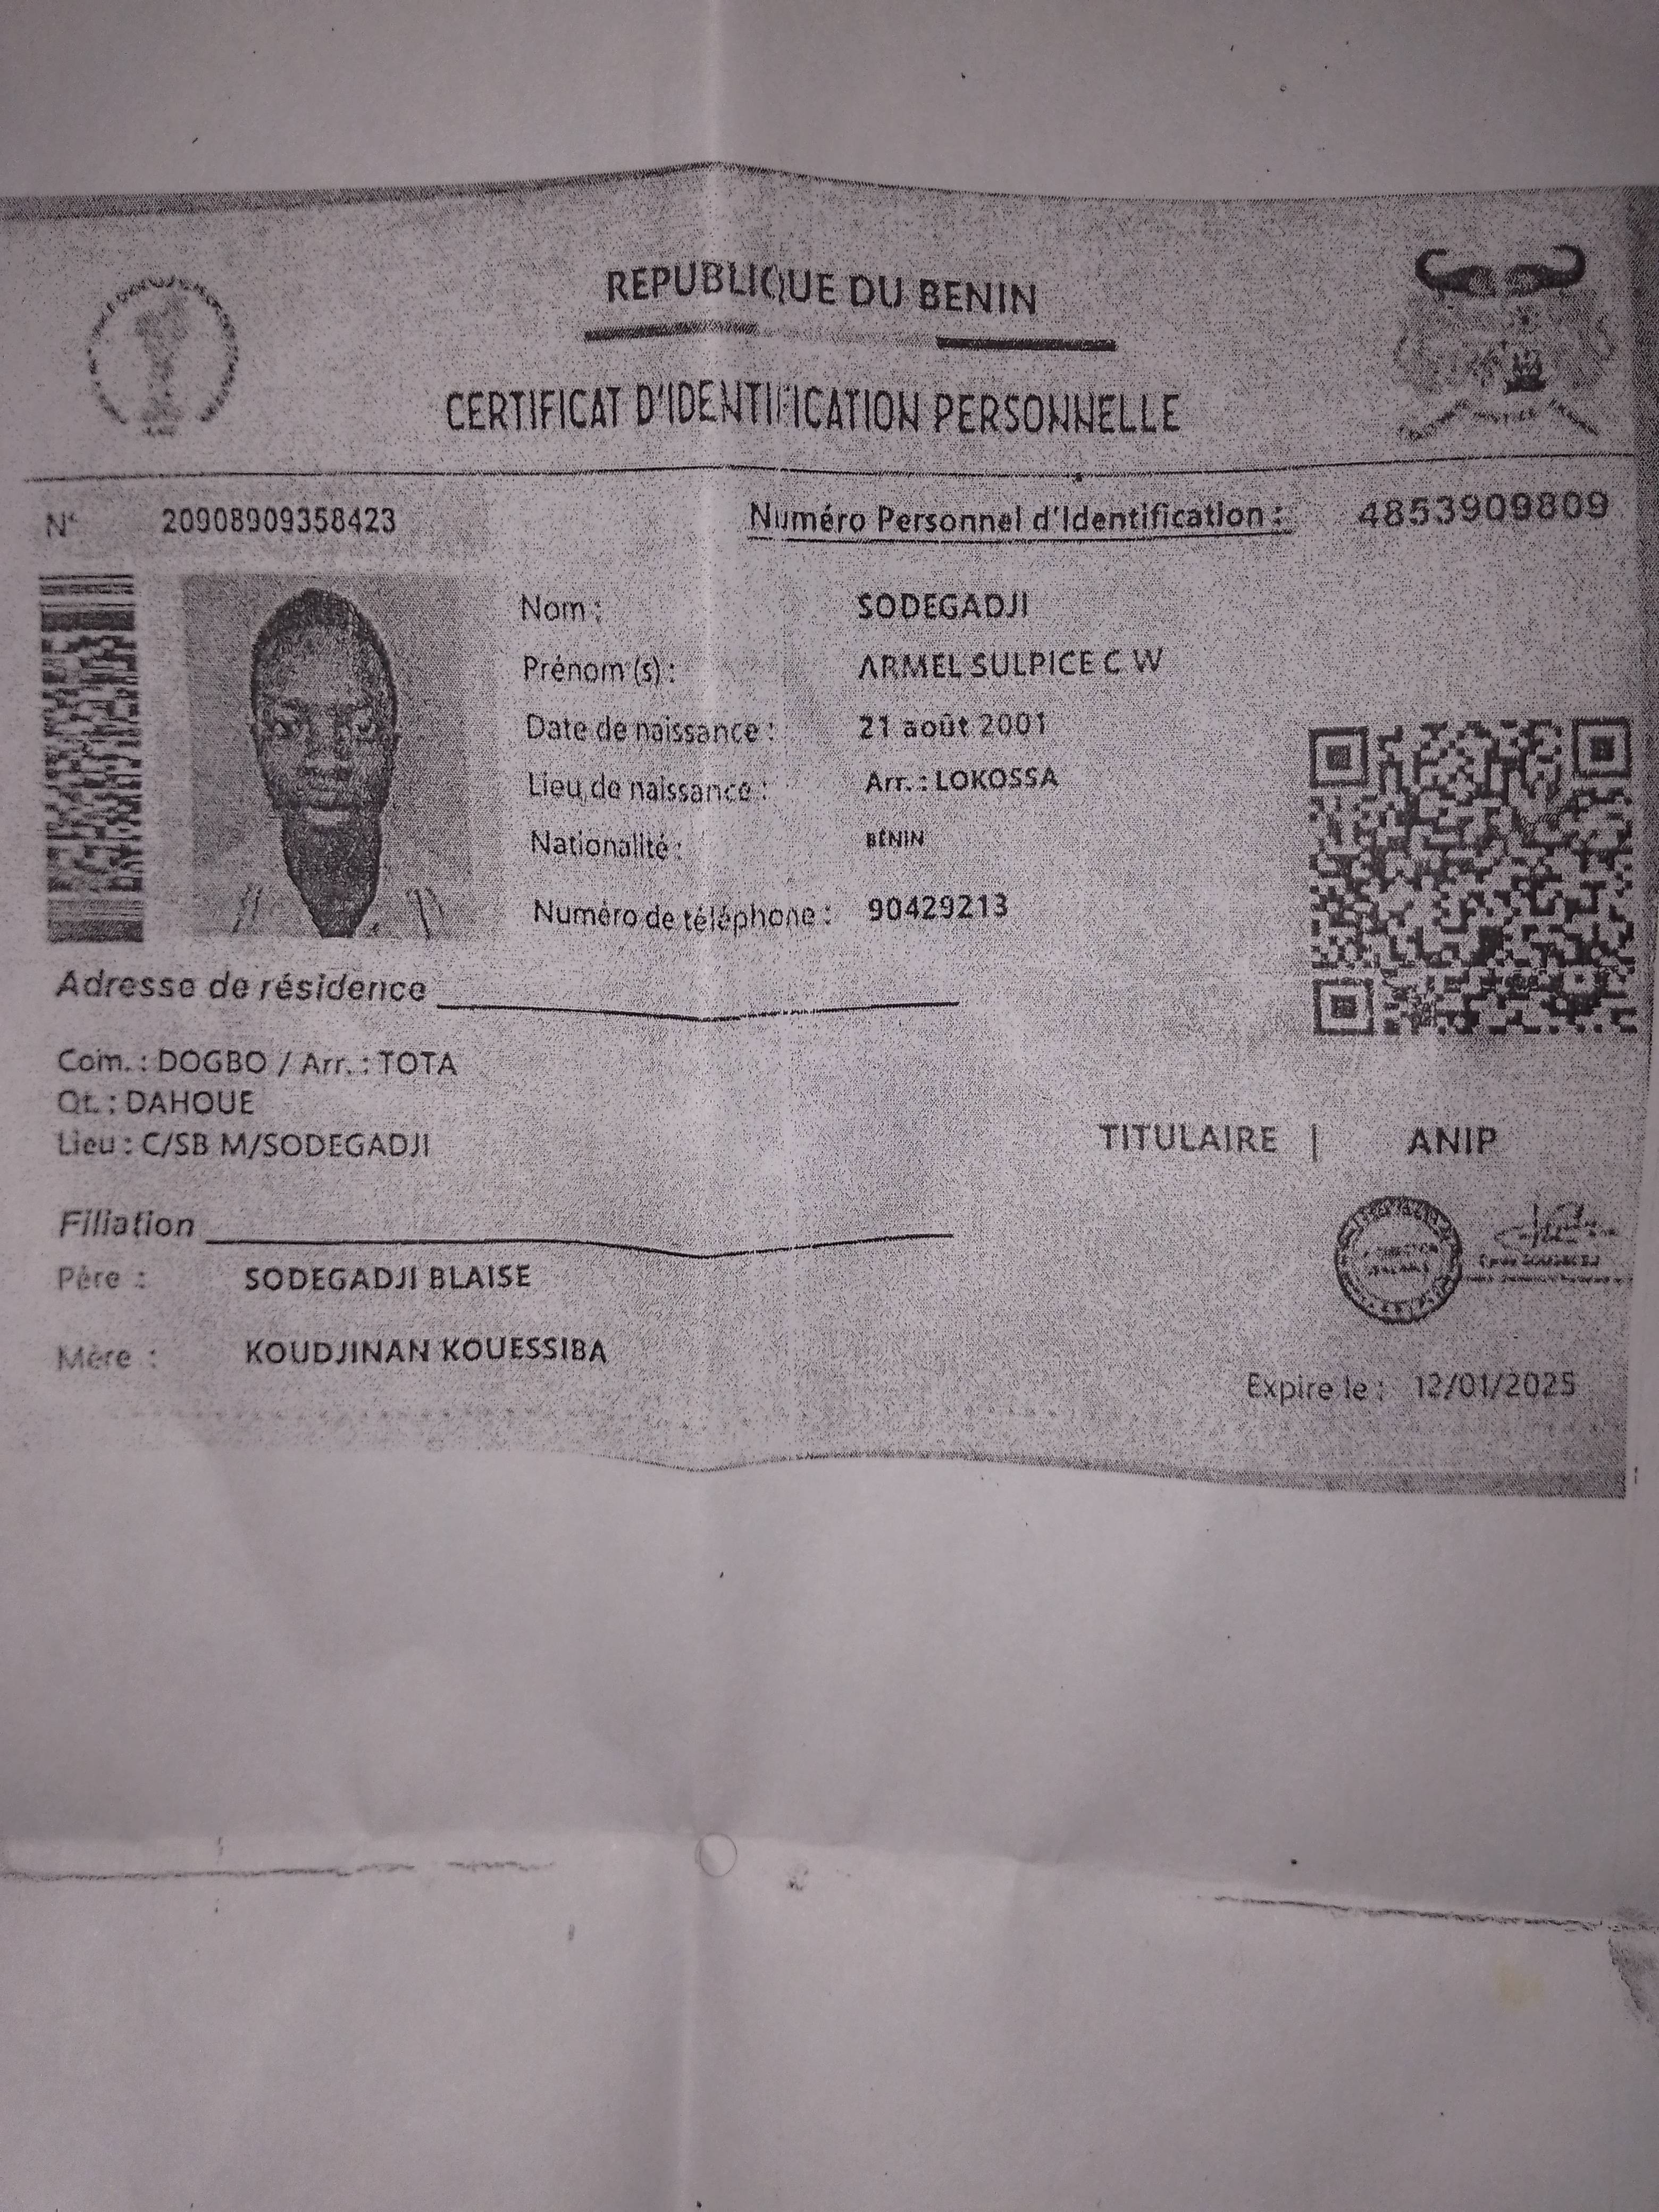 REPUBLIQUE DU BENIN
CERTIFICAT D'IDENTIFICATION PERSONNELLE
N° 20908909358423 Numéro Personnel d'Identification : 4853909809
Nom : SODEGADJI
Prénom (s) : ARMEL SULPICE C W
Date de naissance : 21 août 2001
Lieu de naissance : Arr. : LOKOSSA
Nationalité : BÉNIN
Numéro de téléphone : 90429213
Adresse de résidence
Com. : DOGBO / Arr. : TOTA
Qt. : DAHOUE
Lieu : C/SB M/SODEGADJI
TITULAIRE | ANIP
Filiation
Père : SODEGADJI BLAISE
Mère : KOUDJINAN KOUESSIBA
Expire le : 12/01/2025